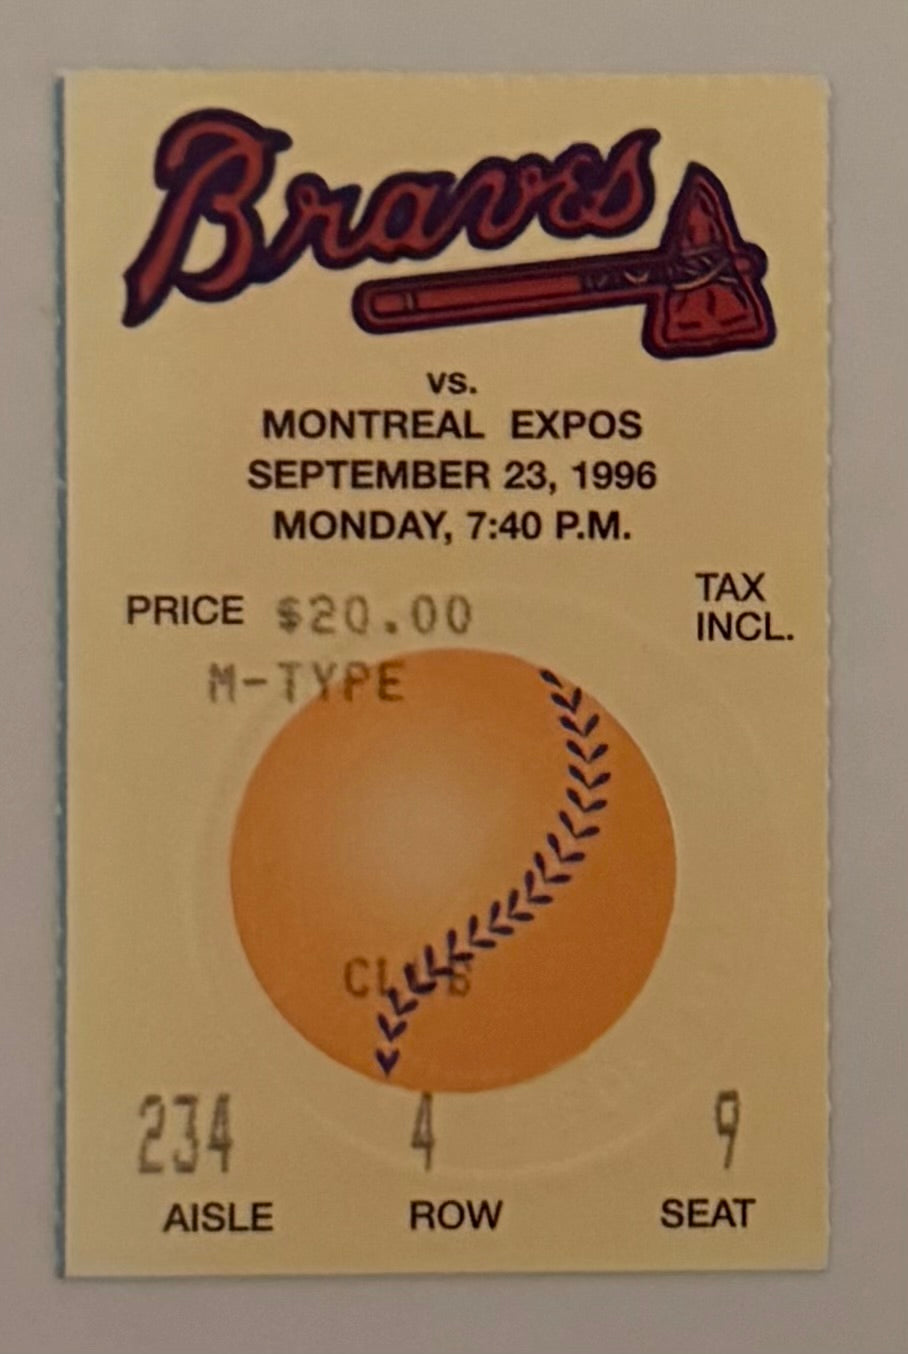 Braves
vs.
MONTREAL EXPOS
SEPTEMBER 23, 1996
MONDAY, 7:40 P.M.
PRICE $20.00
TAX
INCL.
M-TYPE
234 4 9
AISLE ROW SEAT